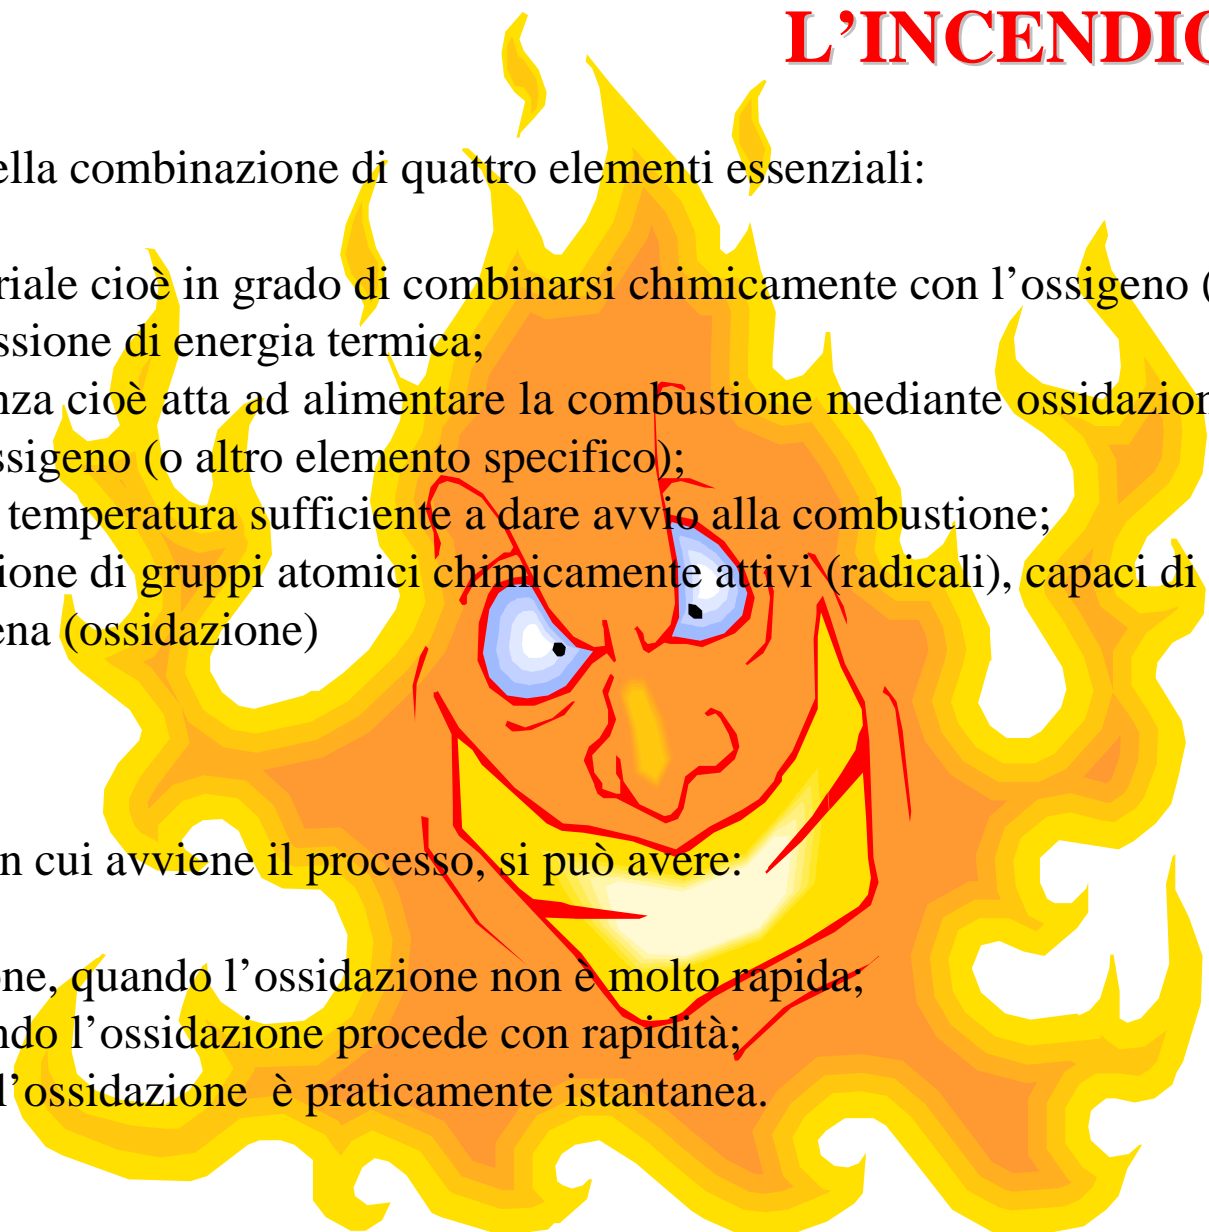 L’INCENDIO
ella combinazione di quattro elementi essenziali:
riale cioè in grado di combinarsi chimicamente con l’ossigeno (
ssione di energia termica;
nza cioè atta ad alimentare la combustione mediante ossidazion
ssigeno (o altro elemento specifico);
temperatura sufficiente a dare avvio alla combustione;
ione di gruppi atomici chimicamente attivi (radicali), capaci di
ena (ossidazione)
n cui avviene il processo, si può avere:
one, quando l’ossidazione non è molto rapida;
ndo l’ossidazione procede con rapidità;
l’ossidazione è praticamente istantanea.